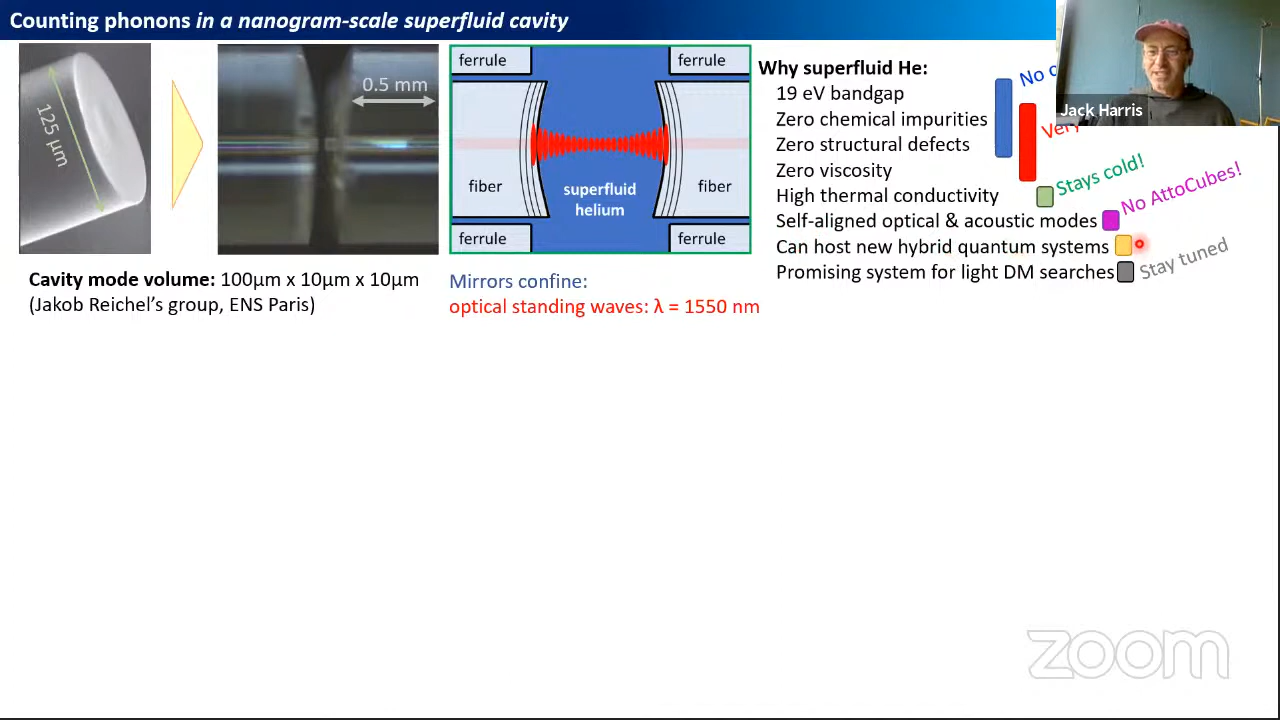 Counting phonons in a nanogram-scale superfluid cavity
125 µm
0.5 mm
ferrule
ferrule
fiber
superfluid
helium
fiber
ferrule
ferrule
Cavity mode volume: 100µm x 10µm x 10µm
(Jakob Reichel's group, ENS Paris)
Mirrors confine:
optical standing waves: λ = 1550 nm
Why superfluid He:
19 eV bandgap
Zero chemical impurities
Zero structural defects
Zero viscosity
High thermal conductivity
Self-aligned optical & acoustic modes
Can host new hybrid quantum systems
Promising system for light DM searches
No
Very
Stays cold!
No AttoCubes!
Stay tuned
Jack Harris
zoom